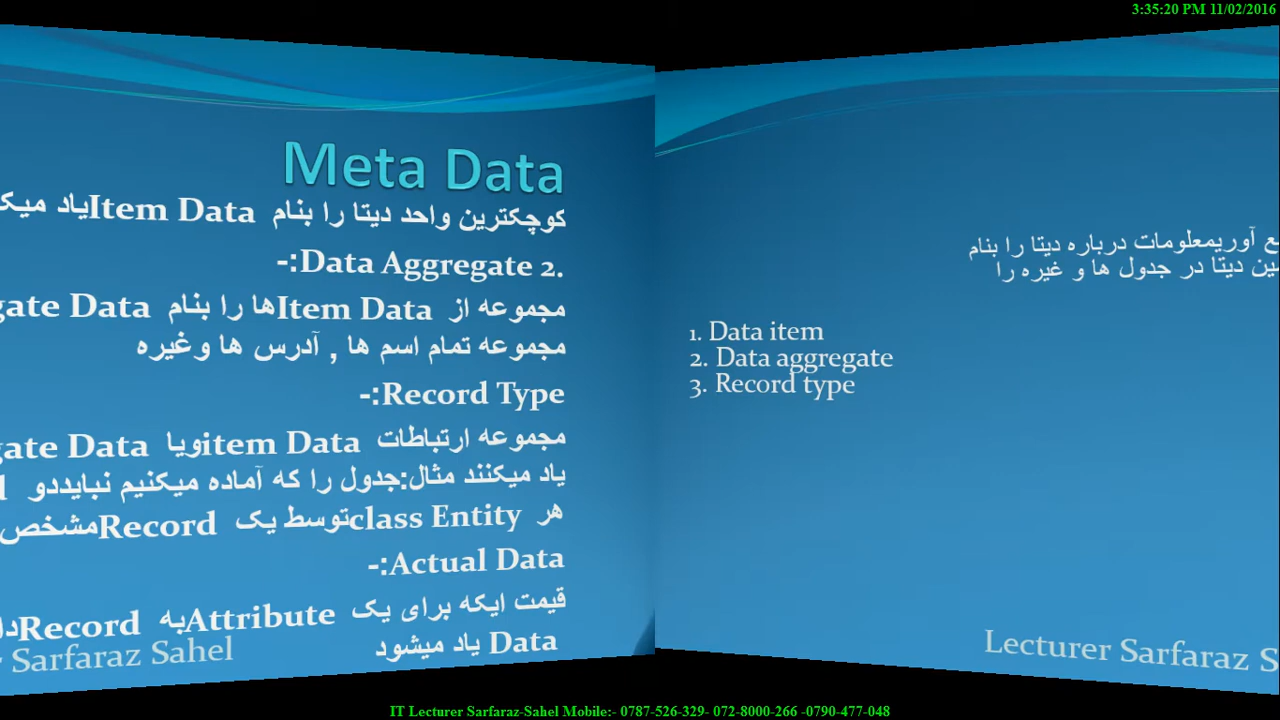 3:35:20 PM 11/02/2016
Meta Data
کوچکترین واحد دیتا را بنام Item Data یاد
2. Data Aggregate:-
مجموعه از Item Data ها را بنام Data
مجموعه تمام اسم ها , آدرس ها وغیره
Record Type:-
مجموعه ارتباطات item Data ویا Data
یاد میکنند مثال:جدول را که آماده میکنیم نبایددو
هر class Entity توسط یک Record مشخص
Actual Data:-
قیمت ایکه برای یک Attribute به Record
Data یاد میشود
Sarfaraz Sahel
آوریمعلومات درباره دیتا را بنام
دیتا در جدول ها و غیره را
1. Data item
2. Data aggregate
3. Record type
Lecturer Sarfaraz
IT Lecturer Sarfaraz-Sahel Mobile:- 0787-526-329- 072-8000-266 -0790-477-048